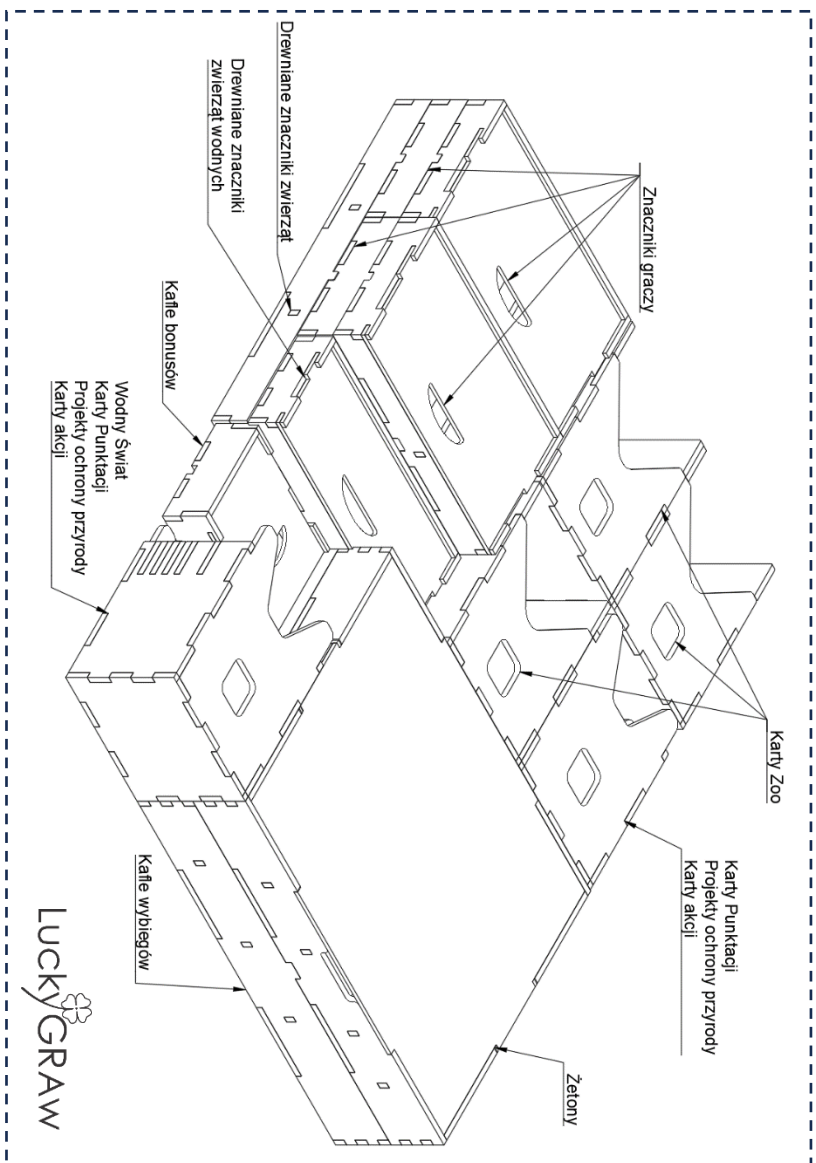 Znaczniki graczy
Karty Zoo
Karty Punktacji
Projekty ochrony przyrody
Karty akcji
Żetony
Drewniane znaczniki zwierząt
Drewniane znaczniki
zwierząt wodnych
Kafle bonusów
Wodny Świat
Karty Punktacji
Projekty ochrony przyrody
Karty akcji
Kafle wybiegów
LuckyGRAW